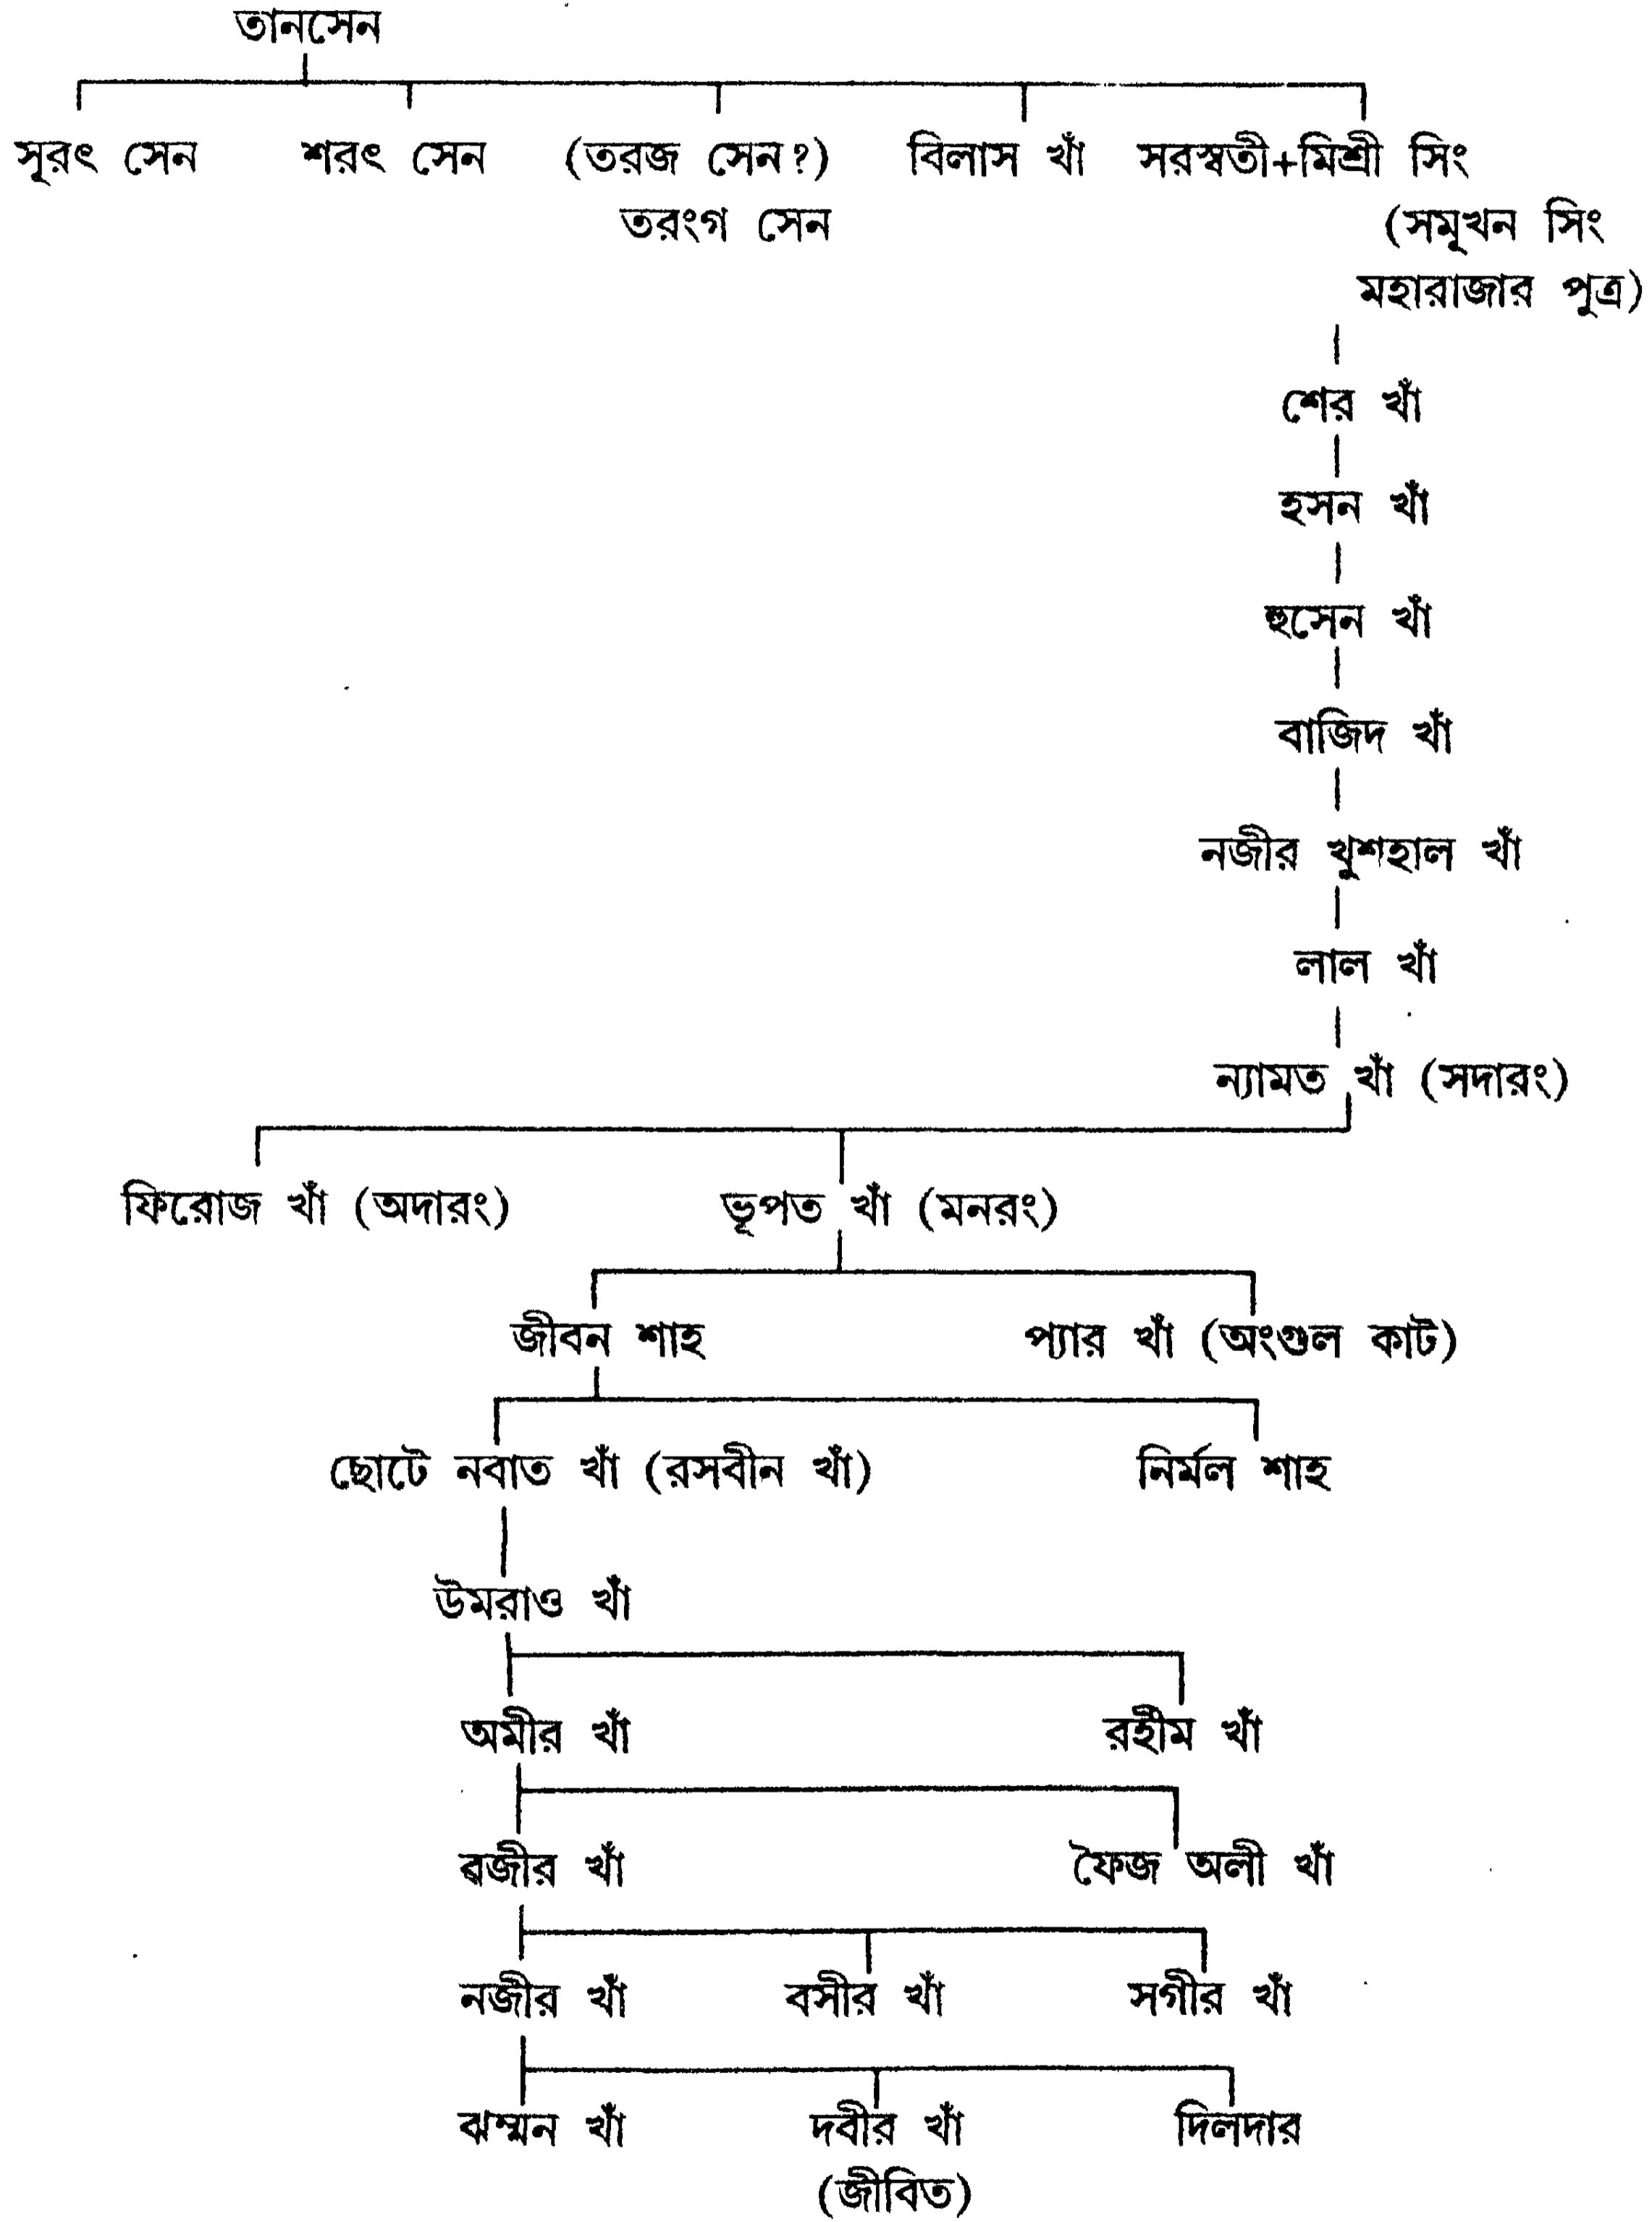 তানসেন
সূরৎ সেন শরৎ সেন (তরজ সেন?) বিলাস খাঁ সরস্বতী+মিশ্রী সিং
তরংগ সেন (সমূখন সিং
মহারাজার পুত্র)
শের খাঁ
হসন খাঁ
হুসেন খাঁ
বাজিদ খাঁ
নজীর খুশহাল খাঁ
লাল খাঁ
ন্যামত খাঁ (সদারং)
ফিরোজ খাঁ (অদারং) ভূপত খাঁ (মনরং)
জীবন শাহ প্যার খাঁ (অংগুল কাট)
ছোটে নবাত খাঁ (রসবীন খাঁ) নির্মল শাহ
উমরাও খাঁ
অমীর খাঁ রহীম খাঁ
ৱজীর খাঁ ফৈজ অলী খাঁ
নজীর খাঁ বসীর খাঁ সগীর খাঁ
ঝম্মন খাঁ দবীর খাঁ দিলদার
(জীবিত)